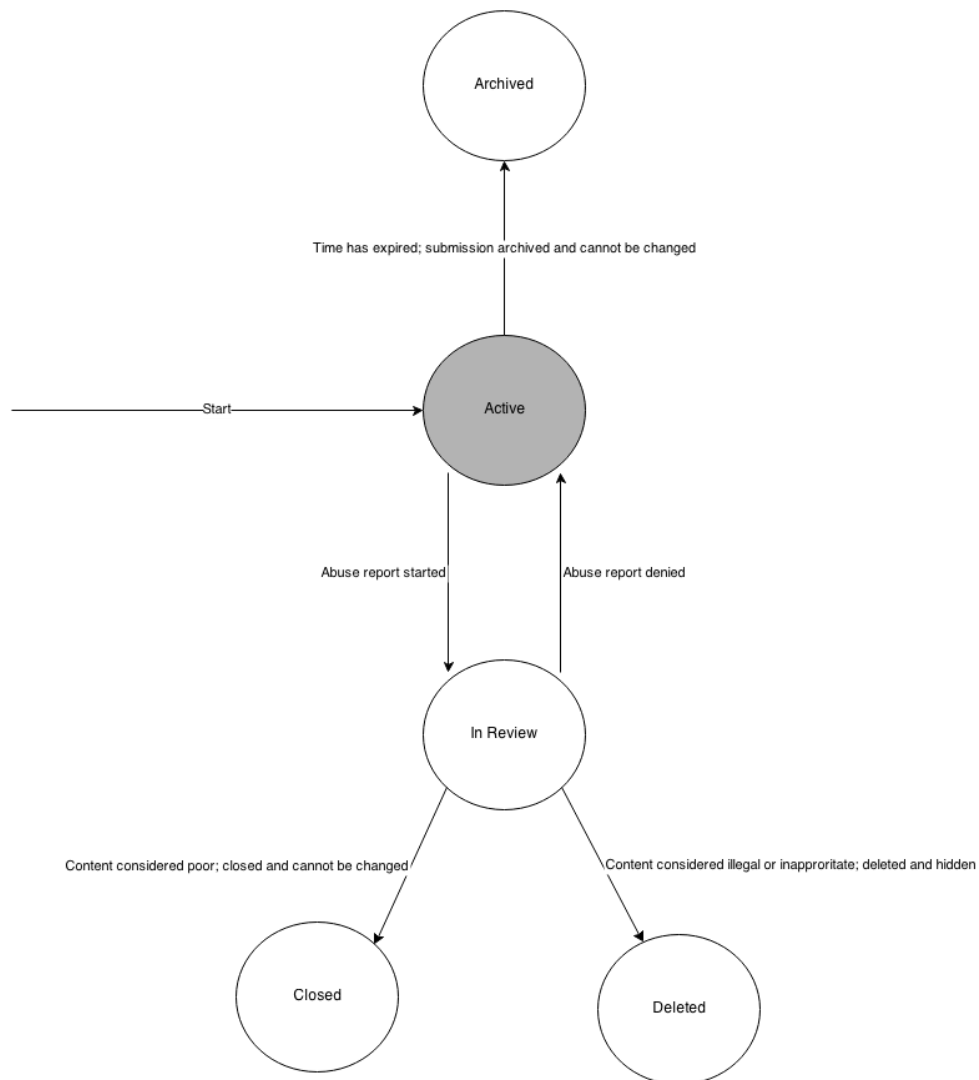 Archived
Time has expired; submission archived and cannot be changed
Active
Start
Abuse report started
Abuse report denied
In Review
Content considered poor; closed and cannot be changed
Content considered illegal or inapproritate; deleted and hidden
Closed
Deleted